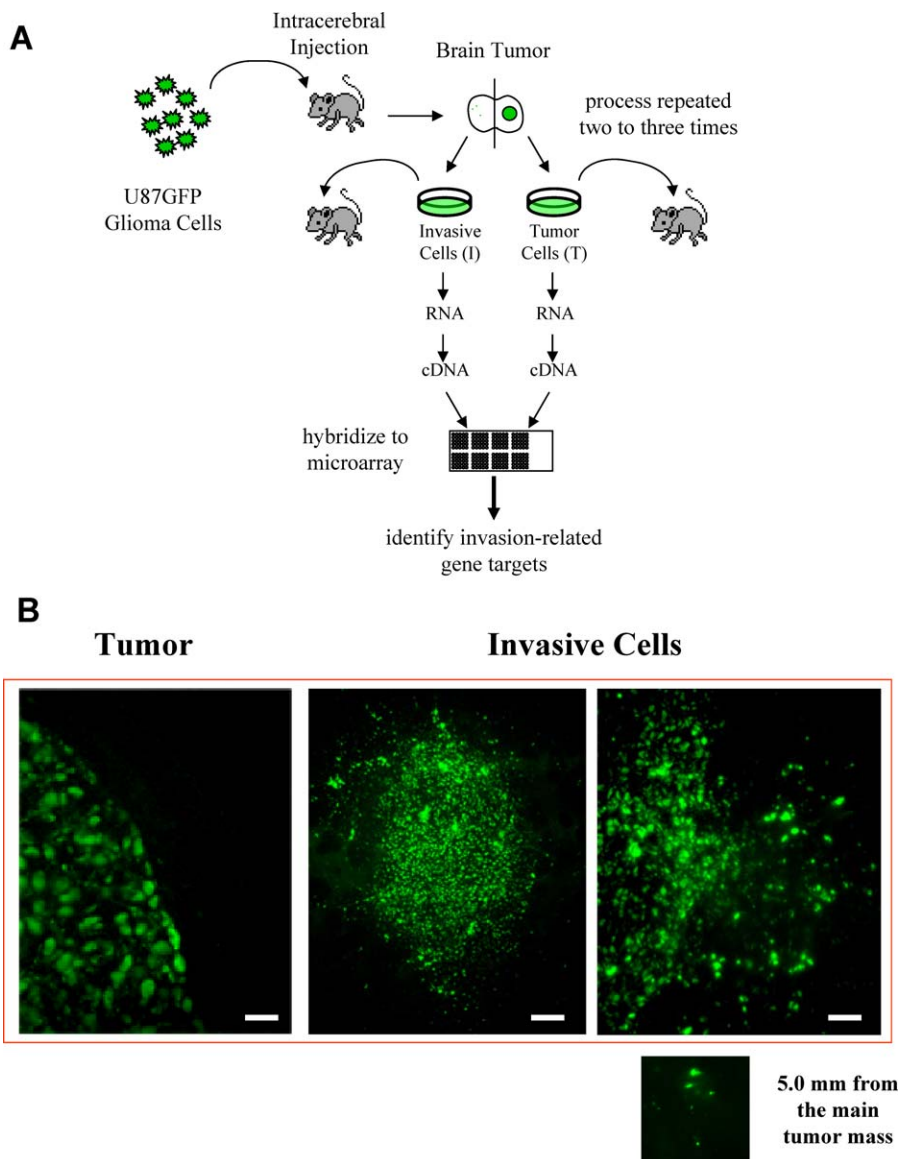 A
Intracerebral
Injection
Brain Tumor
process repeated
two to three times
U87GFP
Glioma Cells
Invasive
Cells (I)
Tumor
Cells (T)
RNA
RNA
cDNA
cDNA
hybridize to
microarray
identify invasion-related
gene targets
B
Tumor
Invasive Cells
5.0 mm from
the main
tumor mass